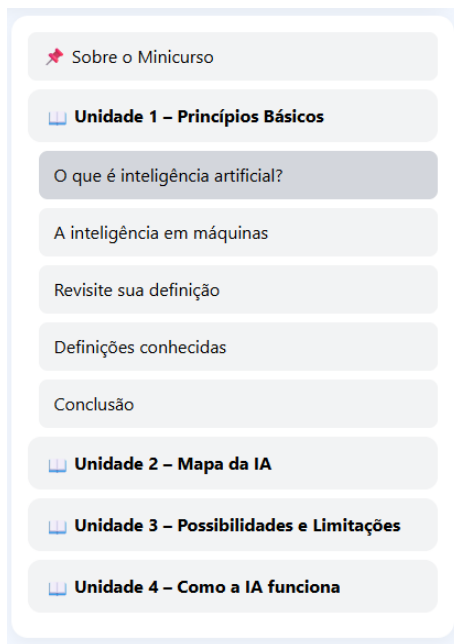 Sobre o Minicurso
Unidade 1 – Princípios Básicos
O que é inteligência artificial?
A inteligência em máquinas
Revisite sua definição
Definições conhecidas
Conclusão
Unidade 2 – Mapa da IA
Unidade 3 – Possibilidades e Limitações
Unidade 4 – Como a IA funciona